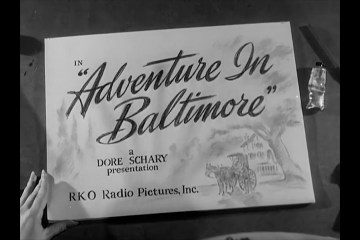 IN
"Adventure In
Baltimore"
a
DORE SCHARY
presentation
RKO Radio Pictures, Inc.